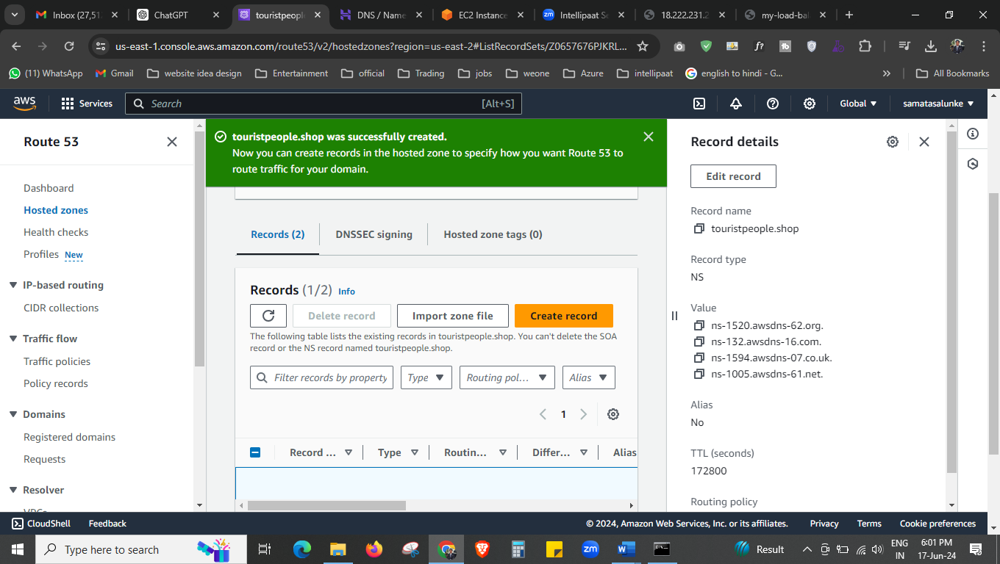 Inbox (27,51
ChatGPT
touristpeople
DNS / Name
EC2 Instance
zm
Intellipaat Se
18.222.231.2
my-load-bal
us-east-1.console.aws.amazon.com/route53/v2/hostedzones?region=us-east-2#ListRecordSets/Z0657676PJKRL...
f?
tb
(11) WhatsApp
Gmail
website idea design
Entertainment
official
Trading
jobs
weone
Azure
intellipaat
english to hindi - G...
All Bookmarks
aws
Services
Search
[Alt+S]
Global
samatasalunke
Route 53
Dashboard
Hosted zones
Health checks
Profiles New
IP-based routing
CIDR collections
Traffic flow
Traffic policies
Policy records
Domains
Registered domains
Requests
Resolver
VPCs
touristpeople.shop was successfully created.
Now you can create records in the hosted zone to specify how you want Route 53 to
route traffic for your domain.
Records (2)
DNSSEC signing
Hosted zone tags (0)
Records (1/2) Info
Delete record
Import zone file
Create record
The following table lists the existing records in touristpeople.shop. You can't delete the SOA
record or the NS record named touristpeople.shop.
Filter records by property
Type
Routing pol...
Alias
1
Record ...
Type
Routin...
Differ...
Alias
Record details
Edit record
Record name
touristpeople.shop
Record type
NS
Value
ns-1520.awsdns-62.org.
ns-132.awsdns-16.com.
ns-1594.awsdns-07.co.uk.
ns-1005.awsdns-61.net.
Alias
No
TTL (seconds)
172800
Routing policy
CloudShell
Feedback
© 2024, Amazon Web Services, Inc. or its affiliates.
Privacy
Terms
Cookie preferences
Type here to search
zm
Result
ENG
IN
6:01 PM
17-Jun-24